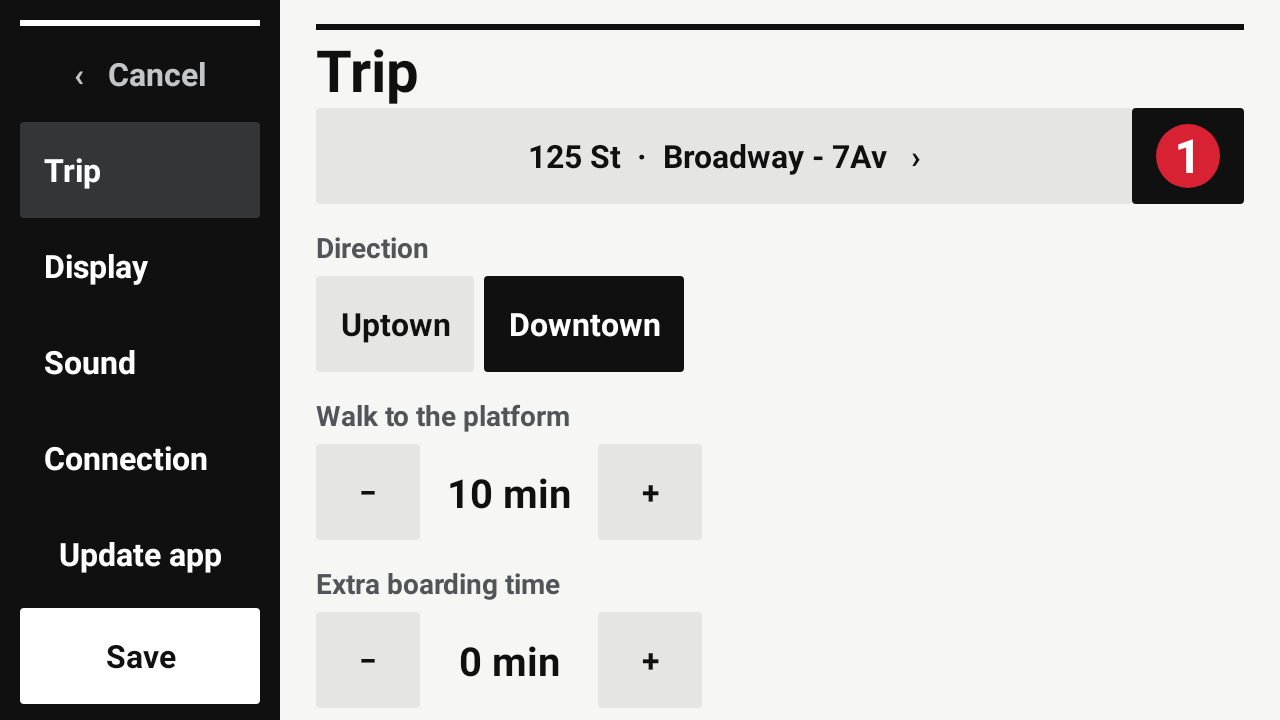 ‹ Cancel
Trip
Display
Sound
Connection
Update app
Save
Trip
125 St · Broadway - 7Av ›
1
Direction
Uptown
Downtown
Walk to the platform
− 10 min +
Extra boarding time
− 0 min +